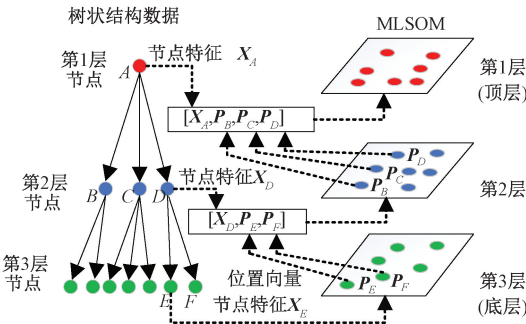 树状结构数据
MLSOM
第1层
节点
A
节点特征 X_A
[X_A,P_B,P_C,P_D]
第1层
(顶层)
第2层
节点
B
C
D
节点特征X_D
[X_D,P_E,P_F]
P_D
P_C
P_B
第2层
第3层
节点
E
F
位置向量
节点特征X_E
P_E
P_F
第3层
(底层)